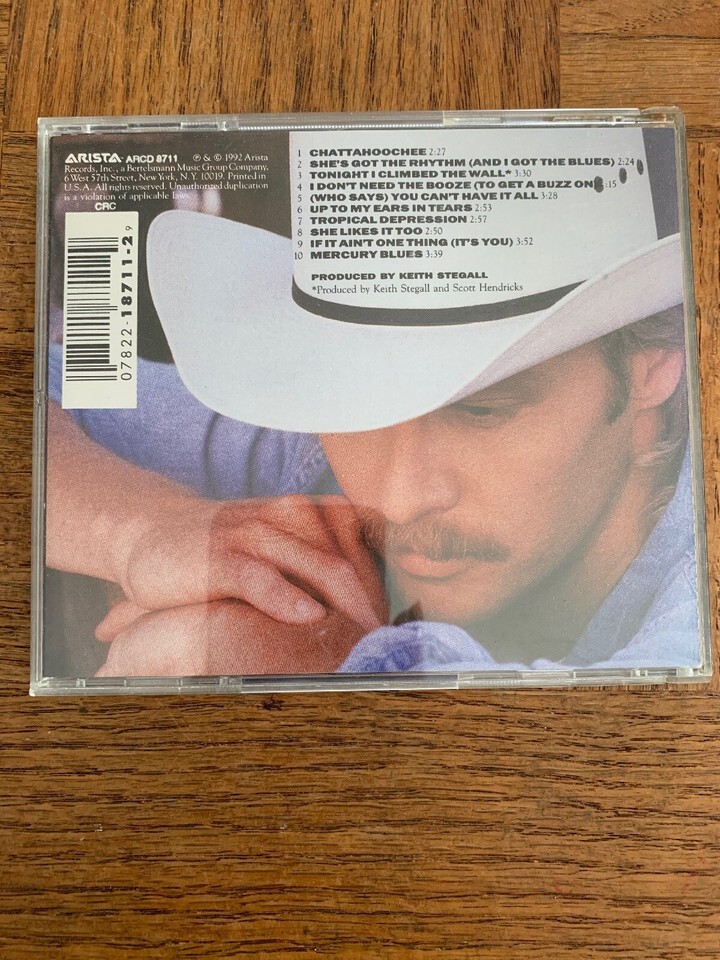 ARISTA™ ARCD 8711 ℗ & © 1992 Arista
Records, Inc., a Bertelsmann Music Group Company,
6 West 57th Street, New York, N.Y. 10019. Printed in
U.S.A. All rights reserved. Unauthorized duplication
is a violation of applicable laws.
CRC
07822-18711-2 9
1 CHATTAHOOCHEE 2:27
2 SHE'S GOT THE RHYTHM (AND I GOT THE BLUES) 2:24
3 TONIGHT I CLIMBED THE WALL* 3:30
4 I DON'T NEED THE BOOZE (TO GET A BUZZ ON :15
5 (WHO SAYS) YOU CAN'T HAVE IT ALL 3:28
6 UP TO MY EARS IN TEARS 2:53
7 TROPICAL DEPRESSION 2:57
8 SHE LIKES IT TOO 2:50
9 IF IT AIN'T ONE THING (IT'S YOU) 3:52
10 MERCURY BLUES 3:39
PRODUCED BY KEITH STEGALL
*Produced by Keith Stegall and Scott Hendricks